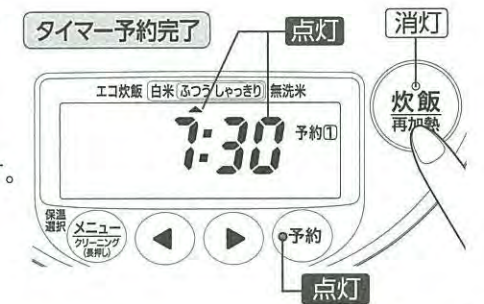 タイマー予約完了
点灯
消灯
エコ炊飯 白米 ふつう しゃっきり 無洗米
7:30 予約1
炊飯
再加熱
。
保温
選択
メニュー
クリーニング
(長押し)
◀ ▶
予約
点灯